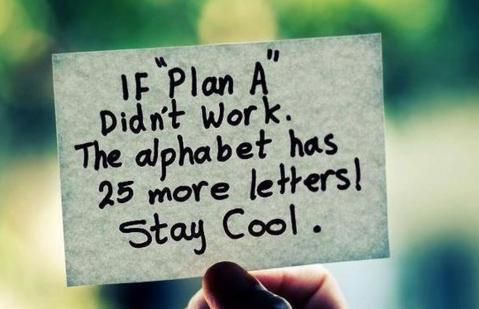 IF "Plan A"
Didn't Work.
The alphabet has
25 more letters!
Stay Cool.